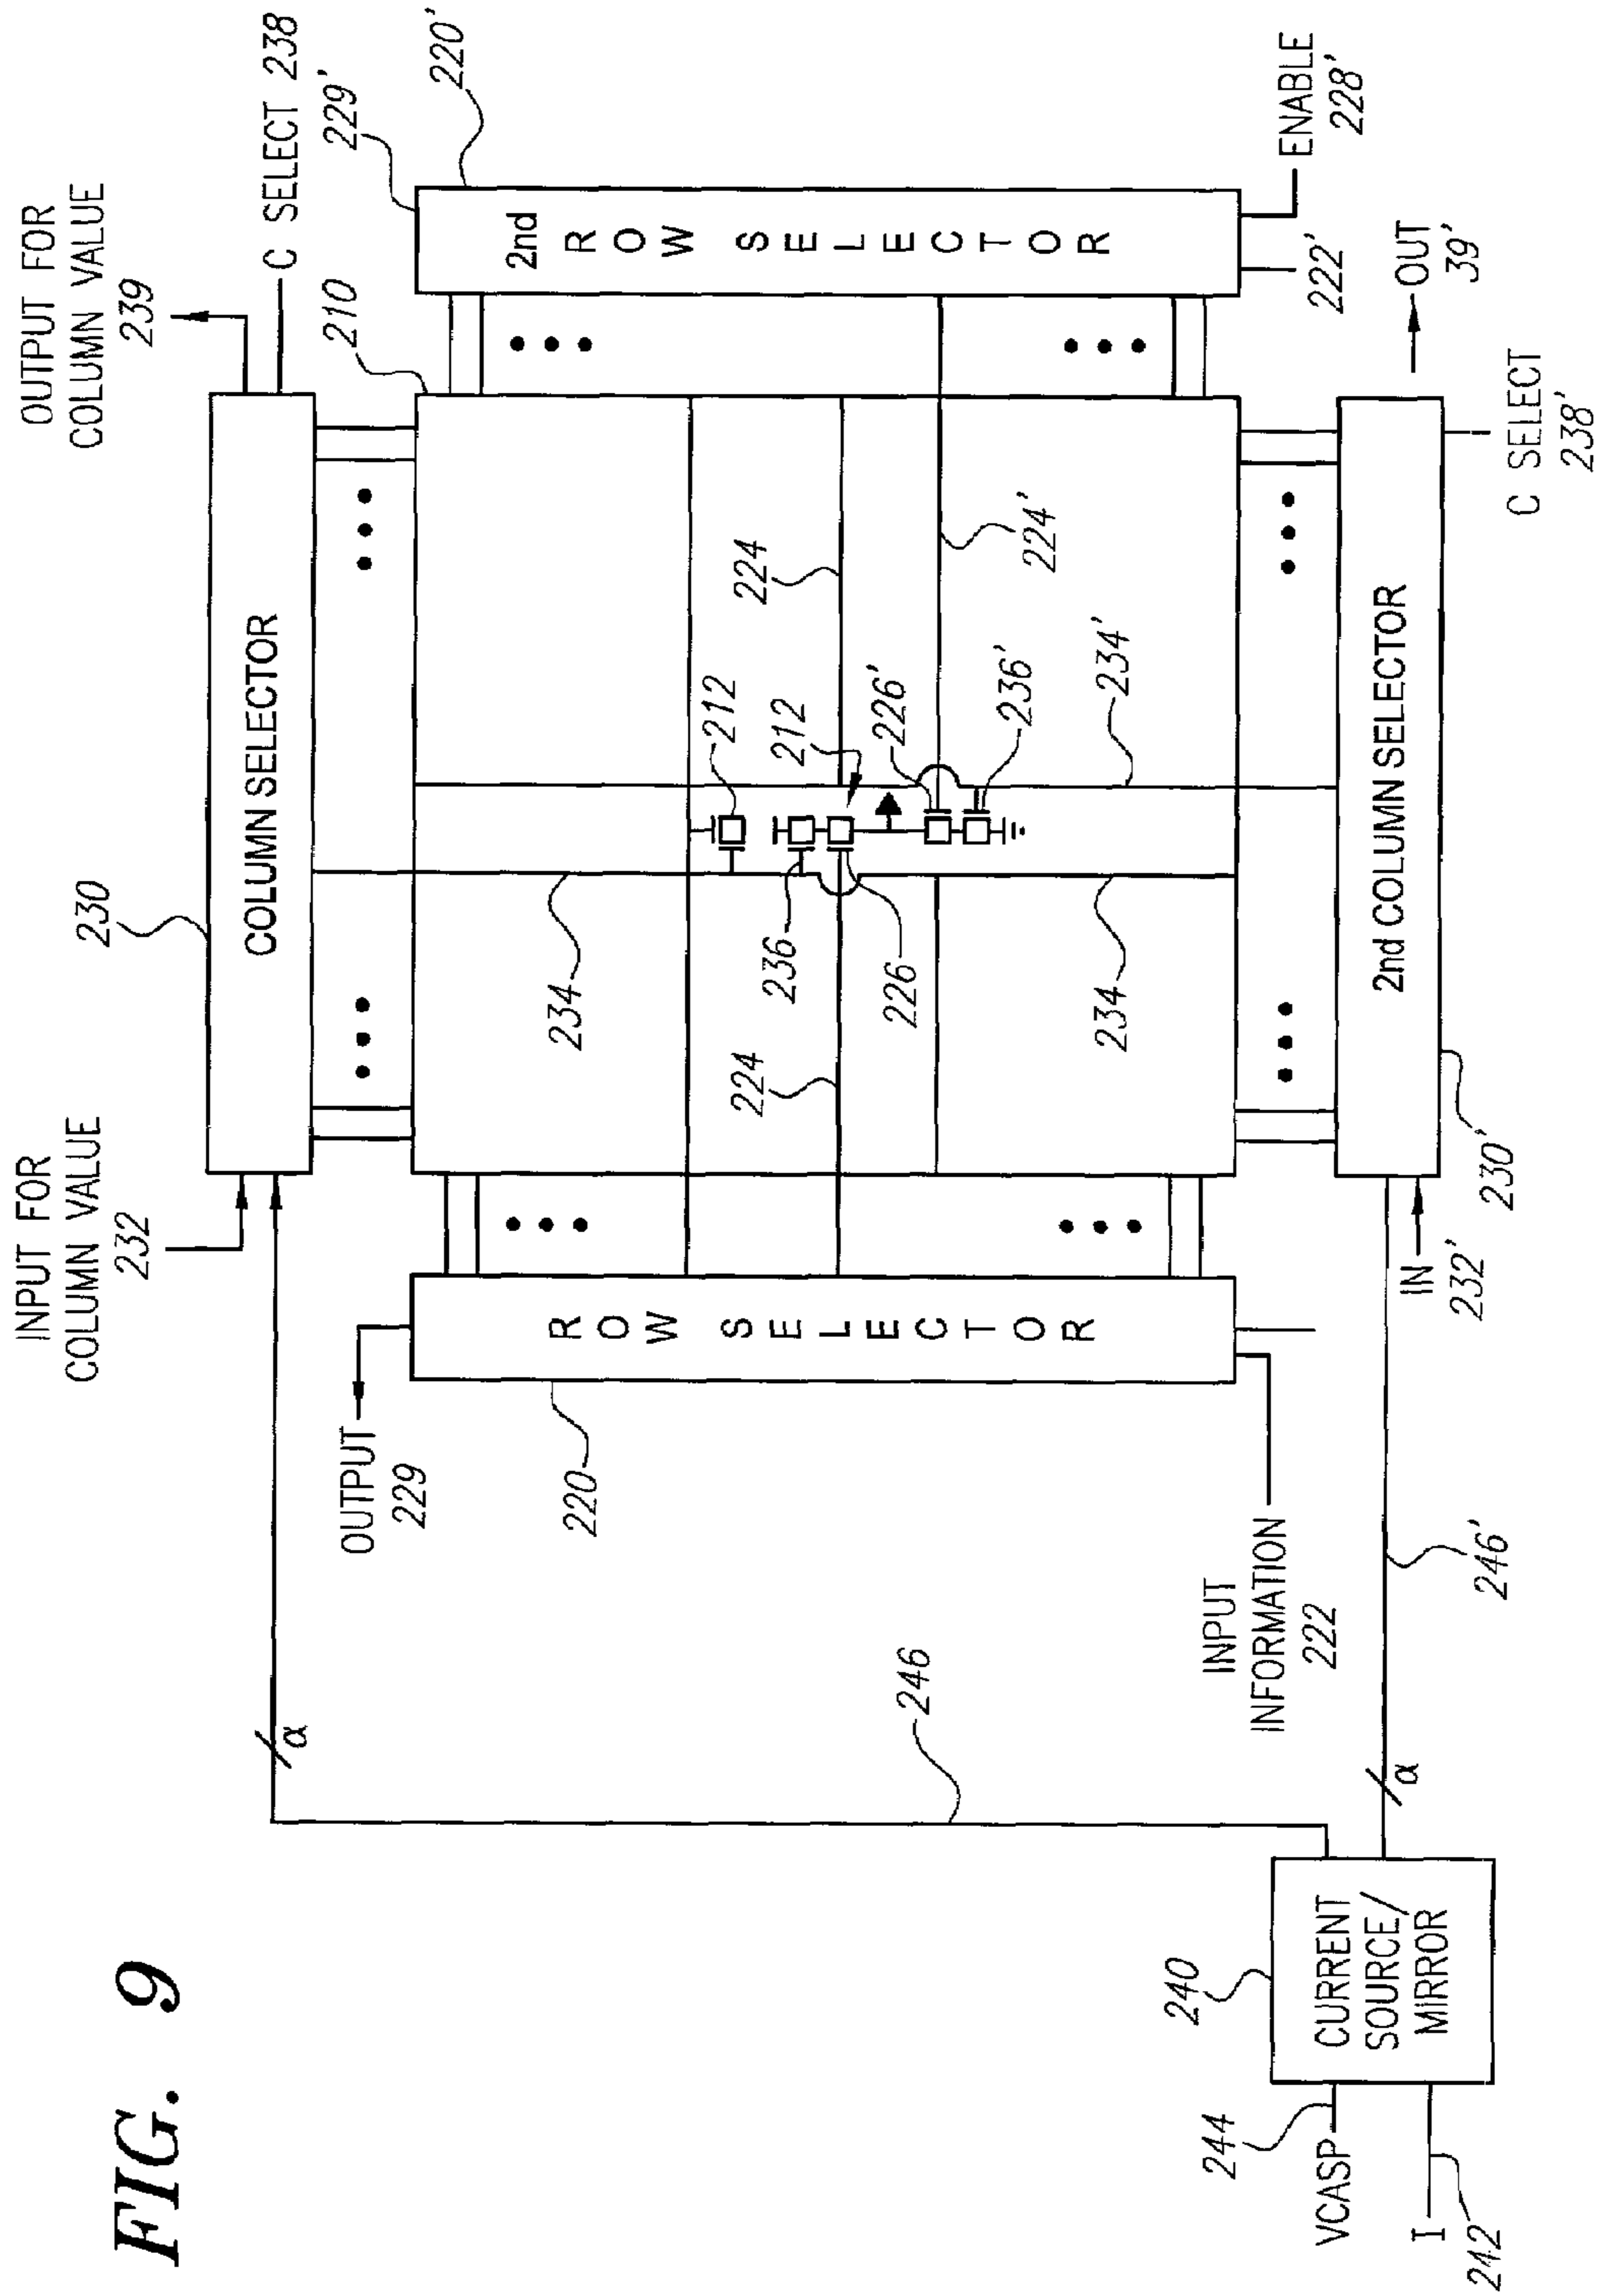 FIG. 9
INPUT FOR
COLUMN VALUE
232
230
OUTPUT FOR
COLUMN VALUE
239
COLUMN SELECTOR
C SELECT 238
229'
220'
210
α
OUTPUT
229
220
ROW SELECTOR
2nd
ROW SELECTOR
234
212
224
212
224
236
226
226'
224'
236'
234
234'
INPUT
INFORMATION
222
222'
ENABLE
228'
246
240
244
VCASP
I
242
CURRENT
SOURCE/
MIRROR
α
246'
IN
232'
230'
2nd COLUMN SELECTOR
OUT
39'
C SELECT
238'